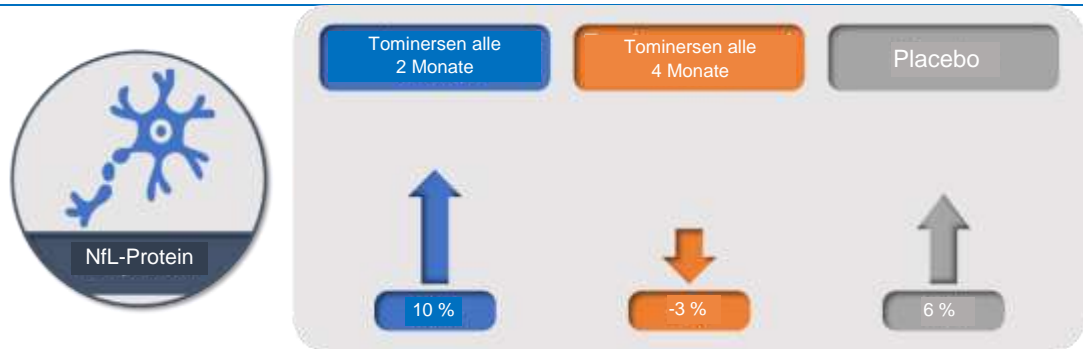 Tominersen alle
2 Monate
Tominersen alle
4 Monate
Placebo
NfL-Protein
10 %
-3 %
6 %